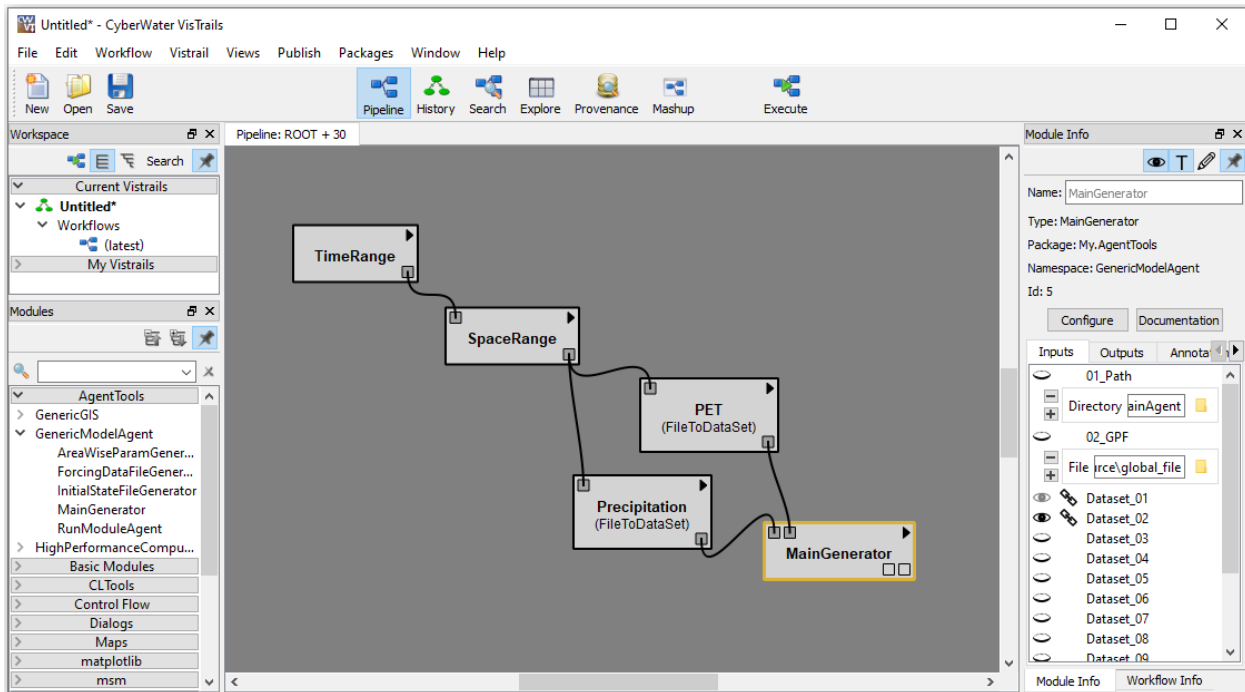 Untitled* - CyberWater VisTrails
File Edit Workflow Vistrail Views Publish Packages Window Help
New Open Save Pipeline History Search Explore Provenance Mashup Execute
Workspace
Search
Current Vistrails
Untitled*
Workflows
(latest)
My Vistrails
Modules
AgentTools
GenericGIS
GenericModelAgent
AreaWiseParamGener...
ForcingDataFileGener...
InitialStateFileGenerator
MainGenerator
RunModuleAgent
HighPerformanceCompu...
Basic Modules
CLTools
Control Flow
Dialogs
Maps
matplotlib
msm
Pipeline: ROOT + 30
TimeRange
SpaceRange
PET
(FileToDataSet)
Precipitation
(FileToDataSet)
MainGenerator
Module Info
T
Name: MainGenerator
Type: MainGenerator
Package: My.AgentTools
Namespace: GenericModelAgent
Id: 5
Configure Documentation
Inputs Outputs Annotat
01_Path
Directory ainAgent
02_GPF
File urce\global_file
Dataset_01
Dataset_02
Dataset_03
Dataset_04
Dataset_05
Dataset_06
Dataset_07
Dataset_08
Dataset_09
Module Info Workflow Info